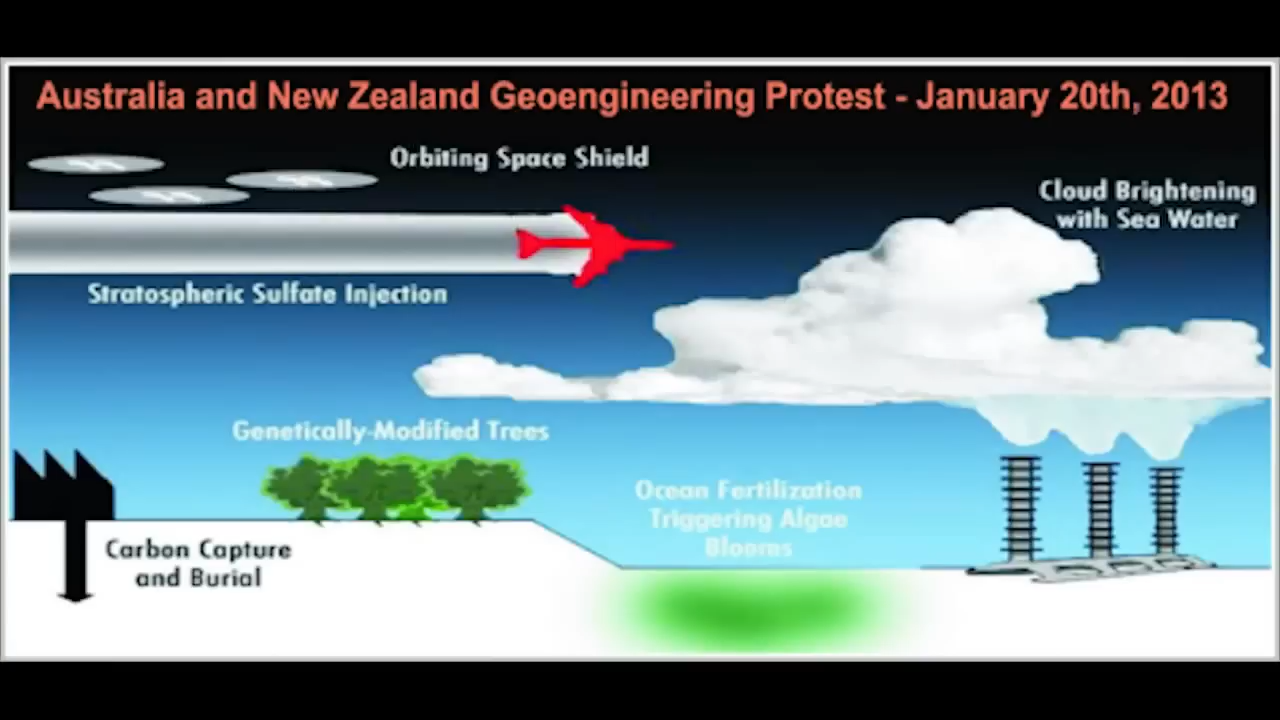 Australia and New Zealand Geoengineering Protest - January 20th, 2013
Orbiting Space Shield
Cloud Brightening
with Sea Water
Stratospheric Sulfate Injection
Genetically-Modified Trees
Ocean Fertilization
Triggering Algae
Blooms
Carbon Capture
and Burial